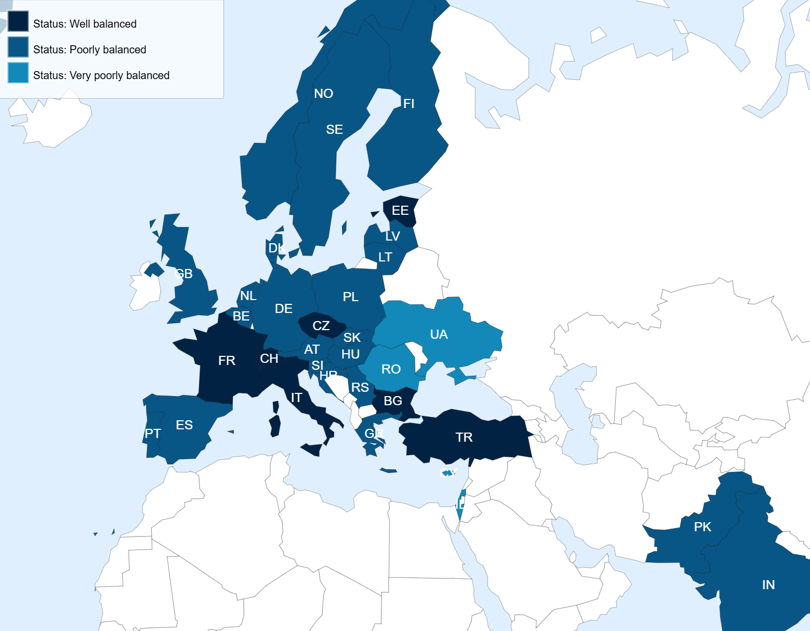 Status: Well balanced
Status: Poorly balanced
Status: Very poorly balanced
NO
FI
SE
EE
LV
DK
LT
GB
NL
PL
DE
BE
CZ
UA
SK
AT
HU
FR
CH
SI
RO
HR
RS
IT
BG
ES
PT
GR
TR
IL
PK
IN